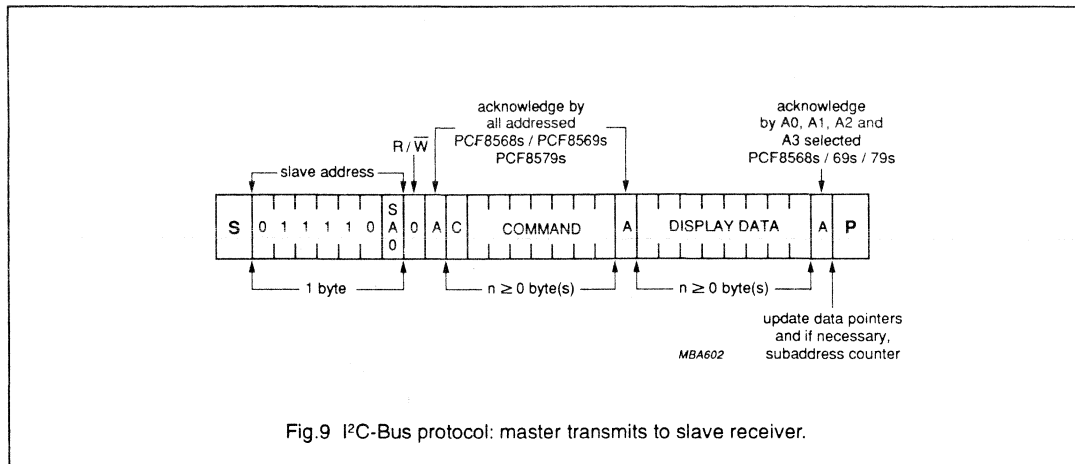 acknowledge by
all addressed
PCF8568s / PCF8569s
PCF8579s
acknowledge
by A0, A1, A2 and
A3 selected
PCF8568s / 69s / 79s
R / W̅
slave address
S 0 1 1 1 1 0 SA0 0 A C COMMAND A DISPLAY DATA A P
1 byte
n ≥ 0 byte(s)
n ≥ 0 byte(s)
update data pointers
and if necessary,
subaddress counter
MBA602
Fig.9 I²C-Bus protocol: master transmits to slave receiver.